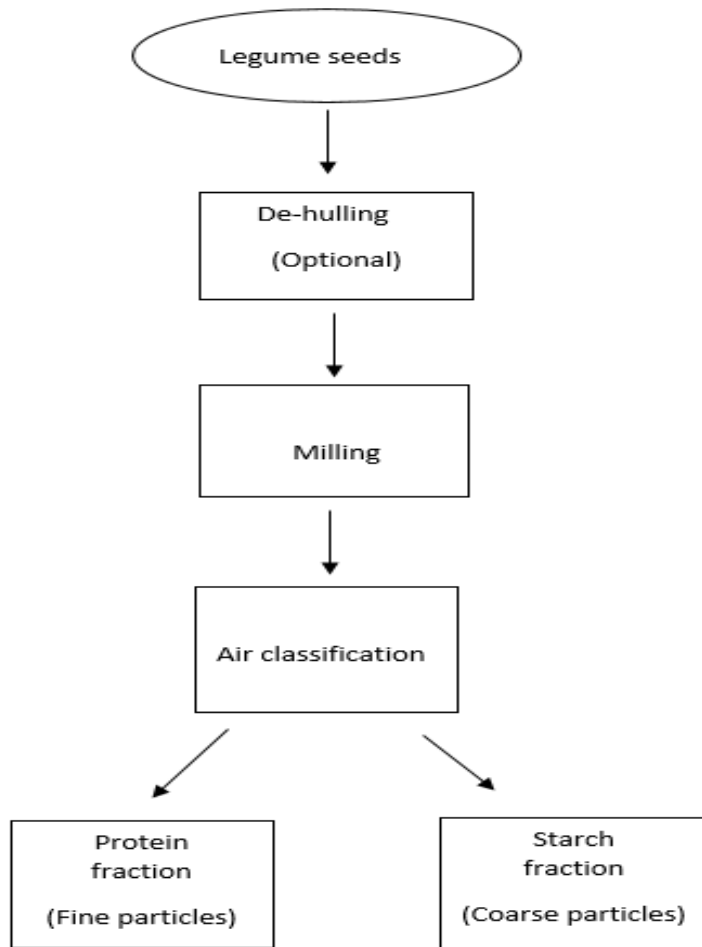 Legume seeds
De-hulling
(Optional)
Milling
Air classification
Protein
fraction
(Fine particles)
Starch
fraction
(Coarse particles)